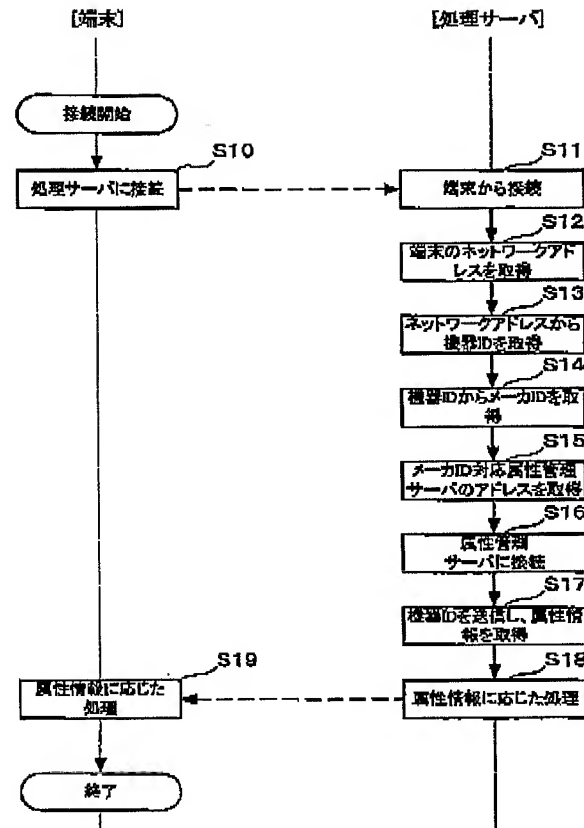 [端末]
[処理サーバ]
接続開始
S10
処理サーバに接続
S11
端末から接続
S12
端末のネットワークアド
レスを取得
S13
ネットワークアドレスから
機器IDを取得
S14
機器IDからメーカIDを取
得
S15
メーカID対応属性管理
サーバのアドレスを取得
S16
属性管理
サーバに接続
S17
機器IDを送信し、属性情
報を取得
S18
属性情報に応じた処理
S19
属性情報に応じた
処理
終了